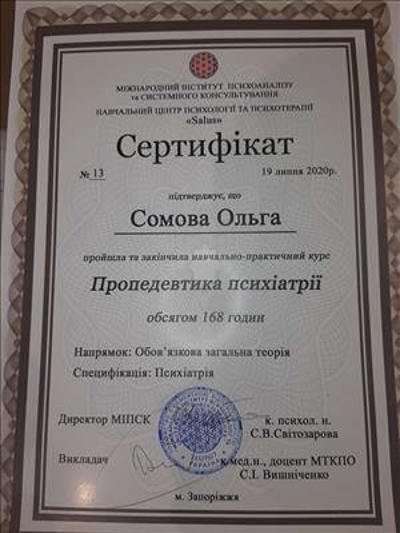 МІЖНАРОДНИЙ ІНСТИТУТ ПСИХОАНАЛІЗУ
та СИСТЕМНОГО КОНСУЛЬТУВАННЯ
НАВЧАЛЬНИЙ ЦЕНТР ПСИХОЛОГІЇ ТА ПСИХОТЕРАПІЇ
«Salus»
Сертифікат
№ 13 19 липня 2020р.
підтверджує, що
Сомова Ольга
пройшла та закінчила навчально-практичний курс
Пропедевтика психіатрії
обсягом 168 годин
Напрямок: Обов’язкова загальна теорія
Специфікація: Психіатрія
Директор МІПСК к. психол. н.
С.В.Світозарова
Викладач к.мед.н., доцент МТКПО
С.І. Вишніченко
м. Запоріжжя